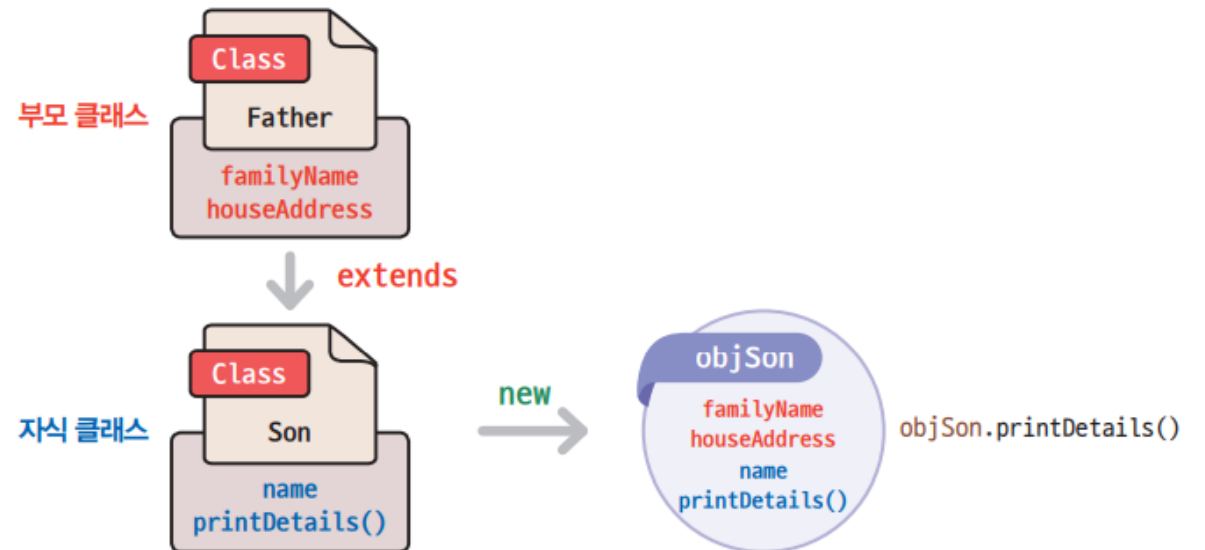 Class
부모 클래스
Father
familyName
houseAddress
extends
Class
자식 클래스
Son
name
printDetails()
new
objSon
familyName
houseAddress
name
printDetails()
objSon.printDetails()